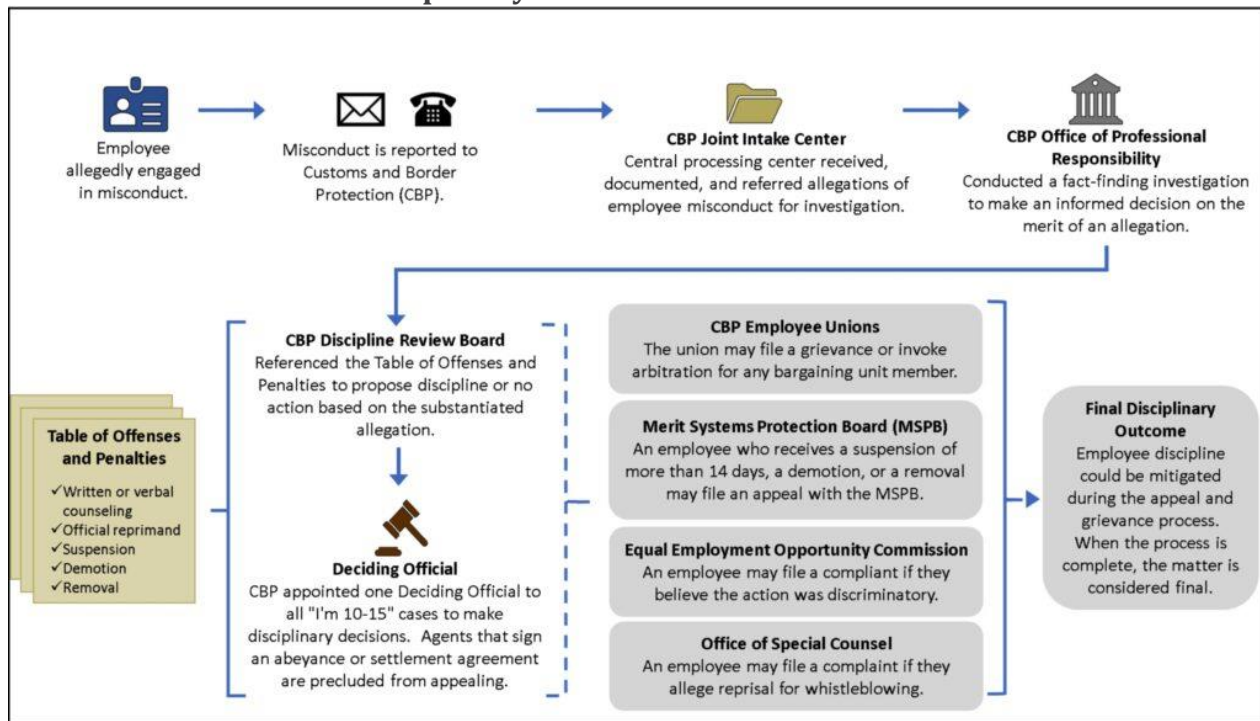 Employee
allegedly engaged
in misconduct.
Misconduct is reported to
Customs and Border
Protection (CBP).
CBP Joint Intake Center
Central processing center received,
documented, and referred allegations of
employee misconduct for investigation.
CBP Office of Professional
Responsibility
Conducted a fact-finding investigation
to make an informed decision on the
merit of an allegation.
Table of Offenses
and Penalties
✓Written or verbal
counseling
✓Official reprimand
✓Suspension
✓Demotion
✓Removal
CBP Discipline Review Board
Referenced the Table of Offenses and
Penalties to propose discipline or no
action based on the substantiated
allegation.
Deciding Official
CBP appointed one Deciding Official to
all "I'm 10-15" cases to make
disciplinary decisions. Agents that sign
an abeyance or settlement agreement
are precluded from appealing.
CBP Employee Unions
The union may file a grievance or invoke
arbitration for any bargaining unit member.
Merit Systems Protection Board (MSPB)
An employee who receives a suspension of
more than 14 days, a demotion, or a removal
may file an appeal with the MSPB.
Equal Employment Opportunity Commission
An employee may file a compliant if they
believe the action was discriminatory.
Office of Special Counsel
An employee may file a complaint if they
allege reprisal for whistleblowing.
Final Disciplinary
Outcome
Employee discipline
could be mitigated
during the appeal and
grievance process.
When the process is
complete, the matter is
considered final.